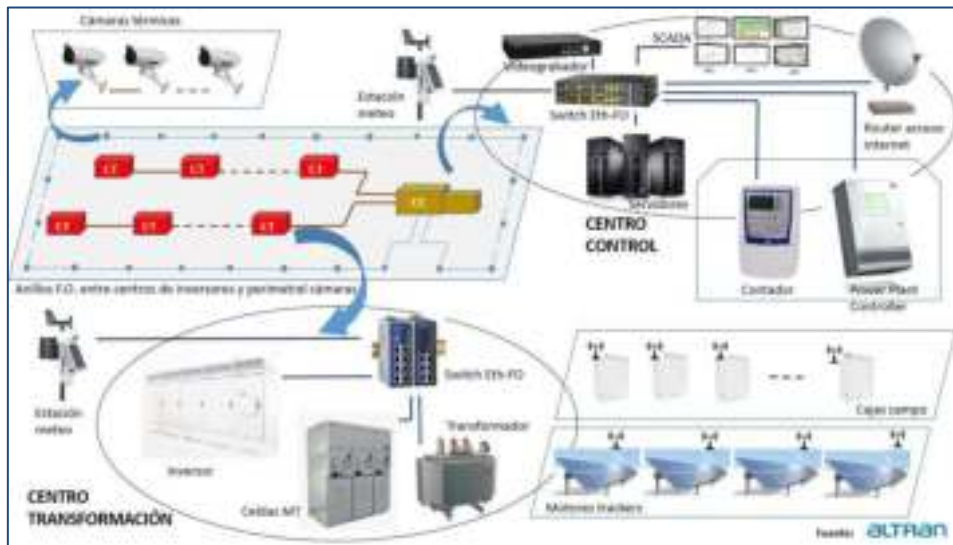 Cámaras térmicas
Estación
meteo
Videograbador
SCADA
Switch Eth-FO
Router acceso
internet
Servidores
CENTRO
CONTROL
Contador
Power Plant
Controller
CT
CT
CT
CT
CT
CT
Anillos F.O. entre centros de inversores y perimetral cámaras
Estación
meteo
Switch Eth-FO
Inversor
Transformador
Celdas MT
CENTRO
TRANSFORMACIÓN
Cajas campo
Motores trackers
Fuente: ALTRAN